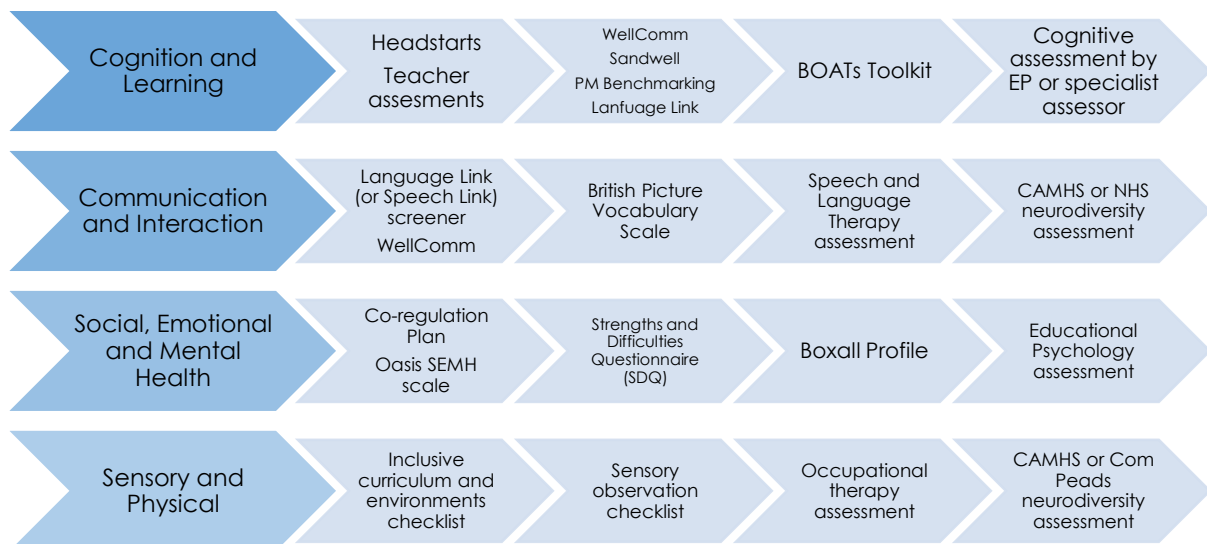 Cognition and
Learning
Headstarts
Teacher
assesments
WellComm
Sandwell
PM Benchmarking
Lanfuage Link
BOATs Toolkit
Cognitive
assessment by
EP or specialist
assessor
Communication
and Interaction
Language Link
(or Speech Link)
screener
WellComm
British Picture
Vocabulary
Scale
Speech and
Language
Therapy
assessment
CAMHS or NHS
neurodiversity
assessment
Social, Emotional
and Mental
Health
Co-regulation
Plan
Oasis SEMH
scale
Strengths and
Difficulties
Questionnaire
(SDQ)
Boxall Profile
Educational
Psychology
assessment
Sensory and
Physical
Inclusive
curriculum and
environments
checklist
Sensory
observation
checklist
Occupational
therapy
assessment
CAMHS or Com
Peads
neurodiversity
assessment